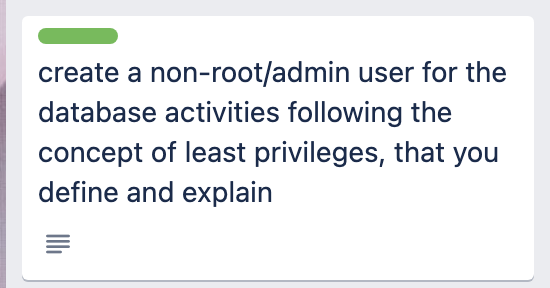 create a non-root/admin user for the
database activities following the
concept of least privileges, that you
define and explain